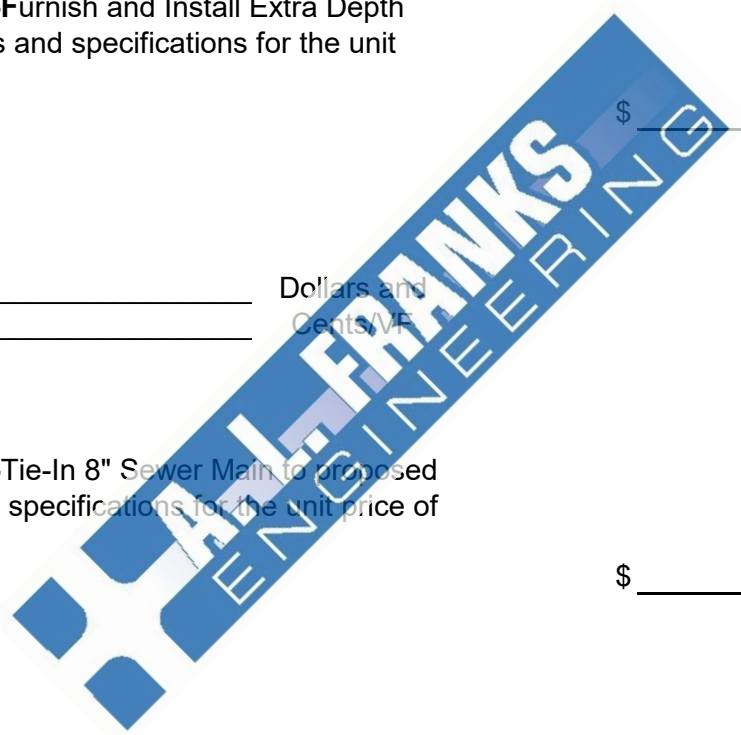 Furnish and Install Extra Depth
s and specifications for the unit
$
Dollars and
Cents/VF
Tie-In 8" Sewer Main to proposed
specifications for the unit price of
$
A.L. FRANKS
ENGINEERING